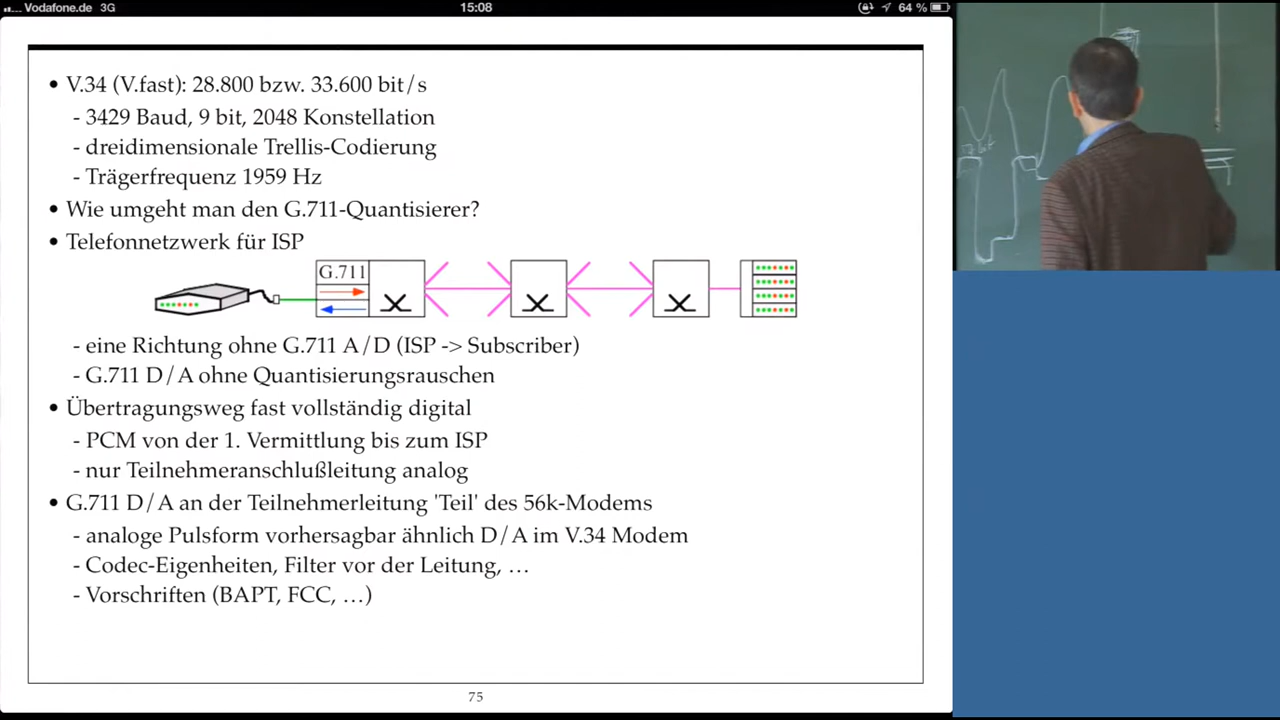 Vodafone.de 3G 15:08 64 %
• V.34 (V.fast): 28.800 bzw. 33.600 bit/s
- 3429 Baud, 9 bit, 2048 Konstellation
- dreidimensionale Trellis-Codierung
- Trägerfrequenz 1959 Hz
• Wie umgeht man den G.711-Quantisierer?
• Telefonnetzwerk für ISP
G.711
- eine Richtung ohne G.711 A/D (ISP -> Subscriber)
- G.711 D/A ohne Quantisierungsrauschen
• Übertragungsweg fast vollständig digital
- PCM von der 1. Vermittlung bis zum ISP
- nur Teilnehmeranschlußleitung analog
• G.711 D/A an der Teilnehmerleitung 'Teil' des 56k-Modems
- analoge Pulsform vorhersagbar ähnlich D/A im V.34 Modem
- Codec-Eigenheiten, Filter vor der Leitung, …
- Vorschriften (BAPT, FCC, …)
75